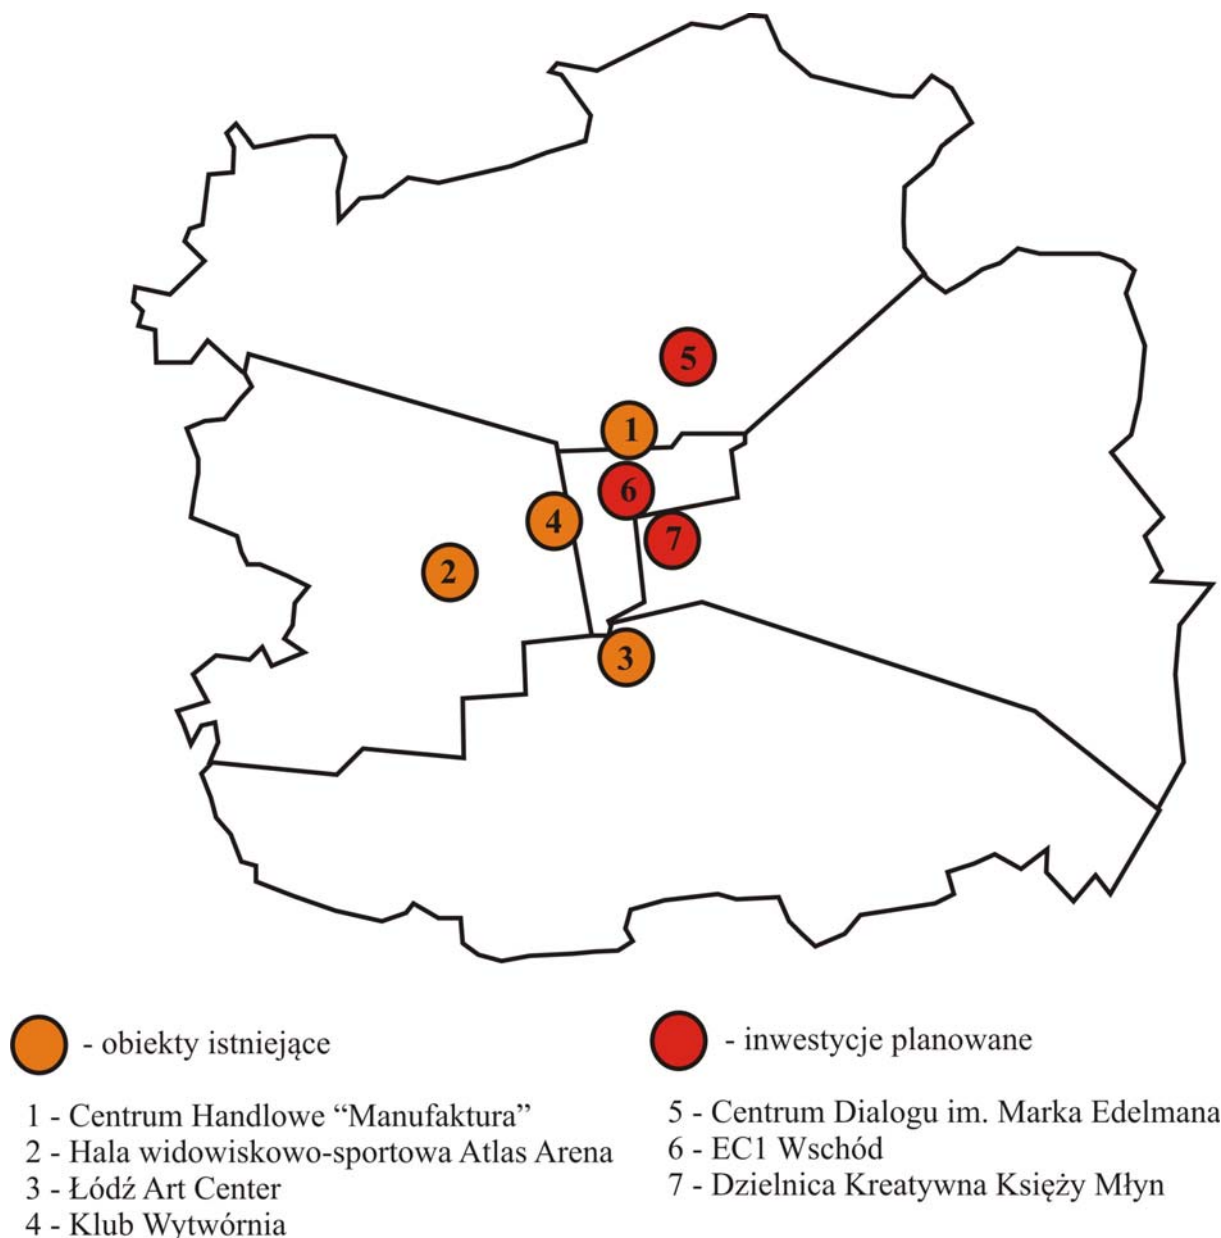 5
1
6
4
7
2
3
- obiekty istniejące
1 - Centrum Handlowe “Manufaktura”
2 - Hala widowiskowo-sportowa Atlas Arena
3 - Łódź Art Center
4 - Klub Wytwórnia
- inwestycje planowane
5 - Centrum Dialogu im. Marka Edelmana
6 - EC1 Wschód
7 - Dzielnica Kreatywna Księży Młyn